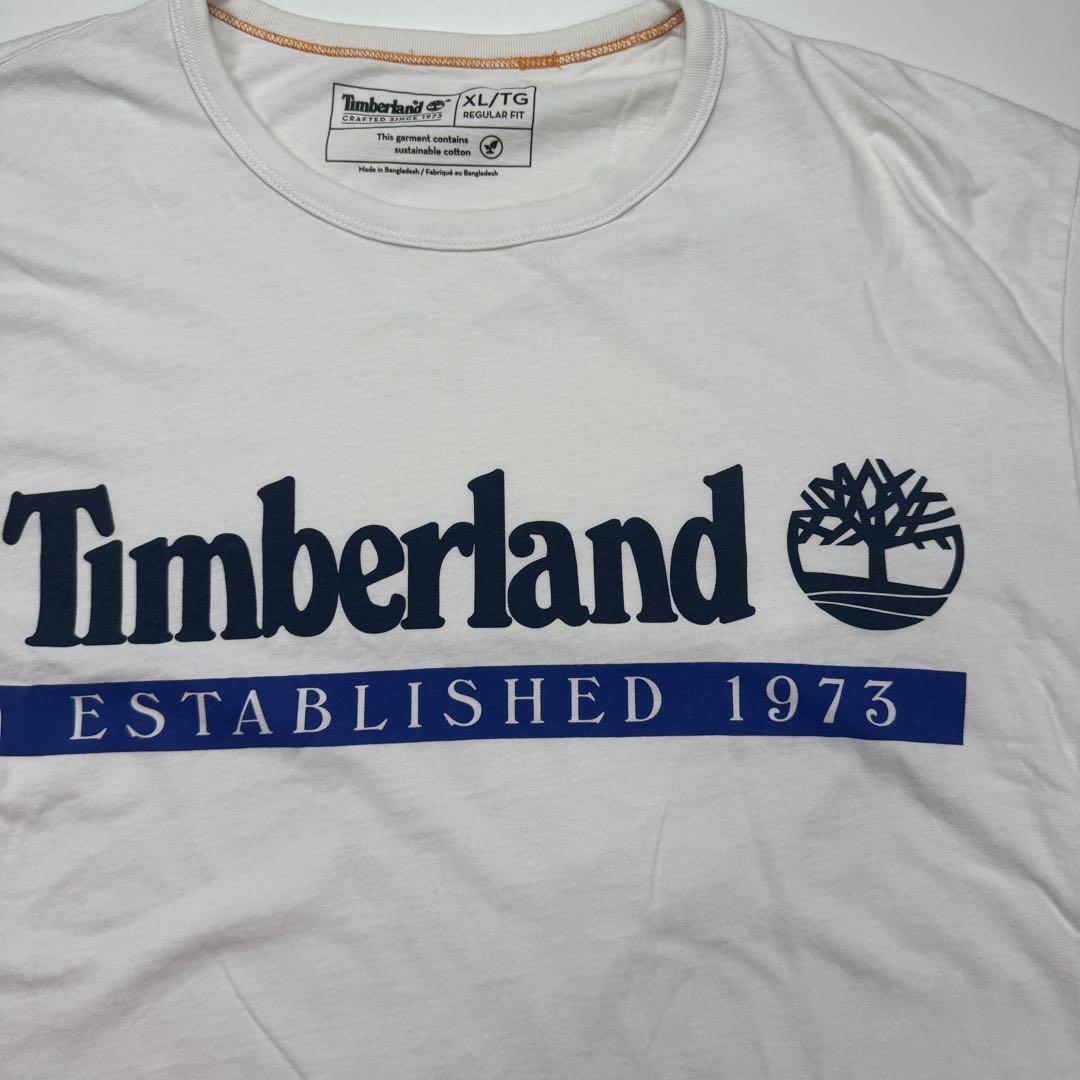 Timberland
CRAFTED SINCE 1973
XL/TG
REGULAR FIT
This garment contains
sustainable cotton
Made in Bangladesh / Fabriqué au Bangladesh
Timberland
ESTABLISHED 1973